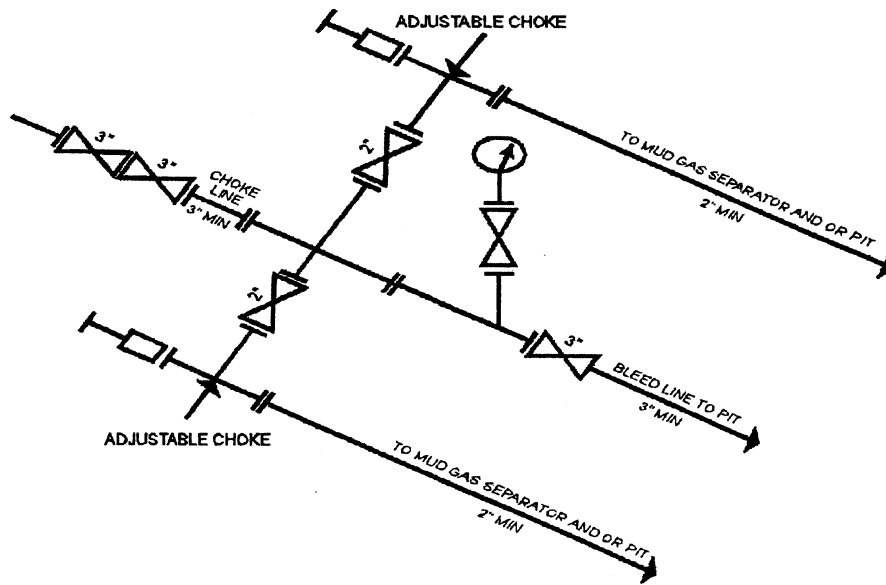 ADJUSTABLE CHOKE
3"
3"
CHOKE
LINE
3" MIN
2"
TO MUD GAS SEPARATOR AND OR PIT
2" MIN
2"
3"
BLEED LINE TO PIT
3" MIN
ADJUSTABLE CHOKE
TO MUD GAS SEPARATOR AND OR PIT
2" MIN